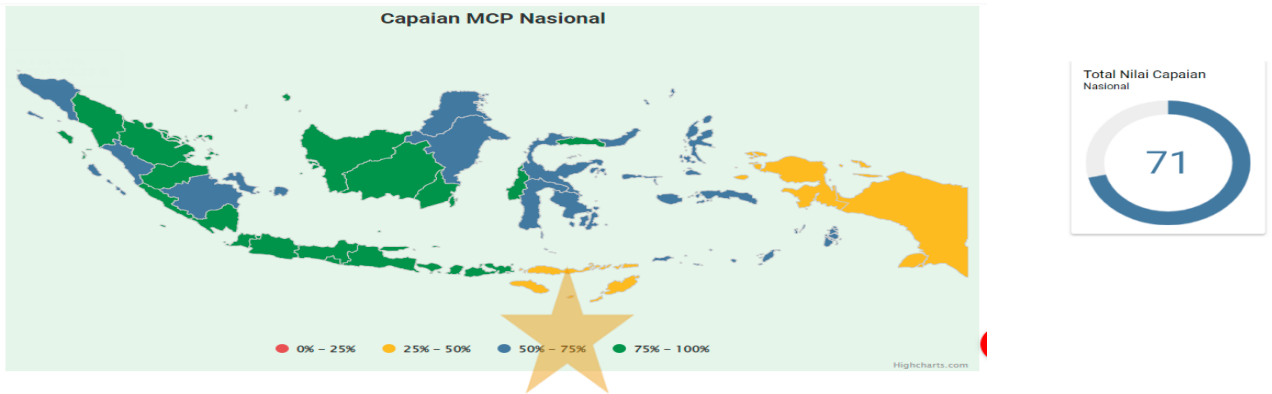 Capaian MCP Nasional
Total Nilai Capaian
Nasional
71
0% – 25%
25% – 50%
50% – 75%
75% – 100%
Highcharts.com